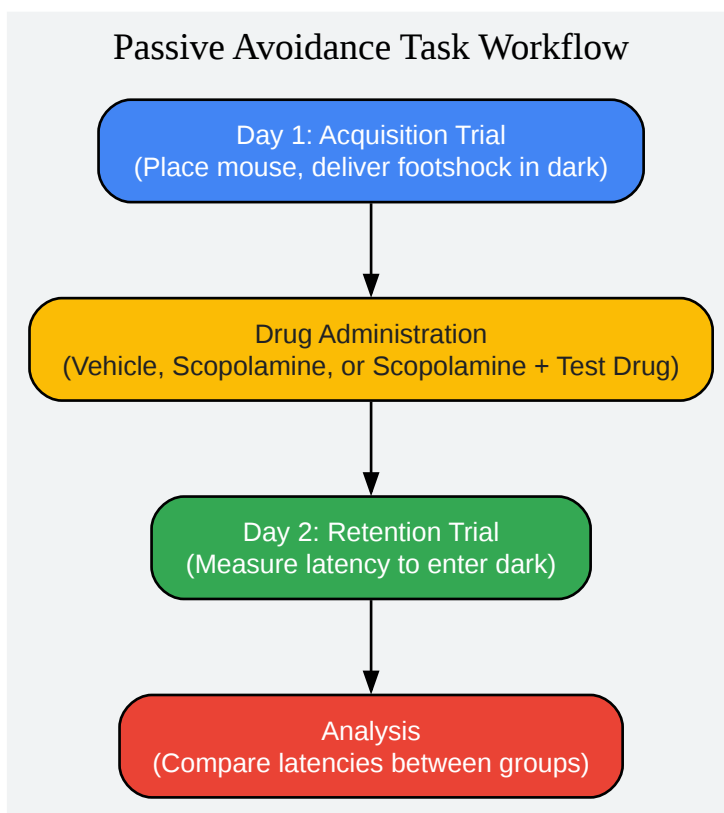 Passive Avoidance Task Workflow
Day 1: Acquisition Trial
(Place mouse, deliver footshock in dark)
Drug Administration
(Vehicle, Scopolamine, or Scopolamine + Test Drug)
Day 2: Retention Trial
(Measure latency to enter dark)
Analysis
(Compare latencies between groups)